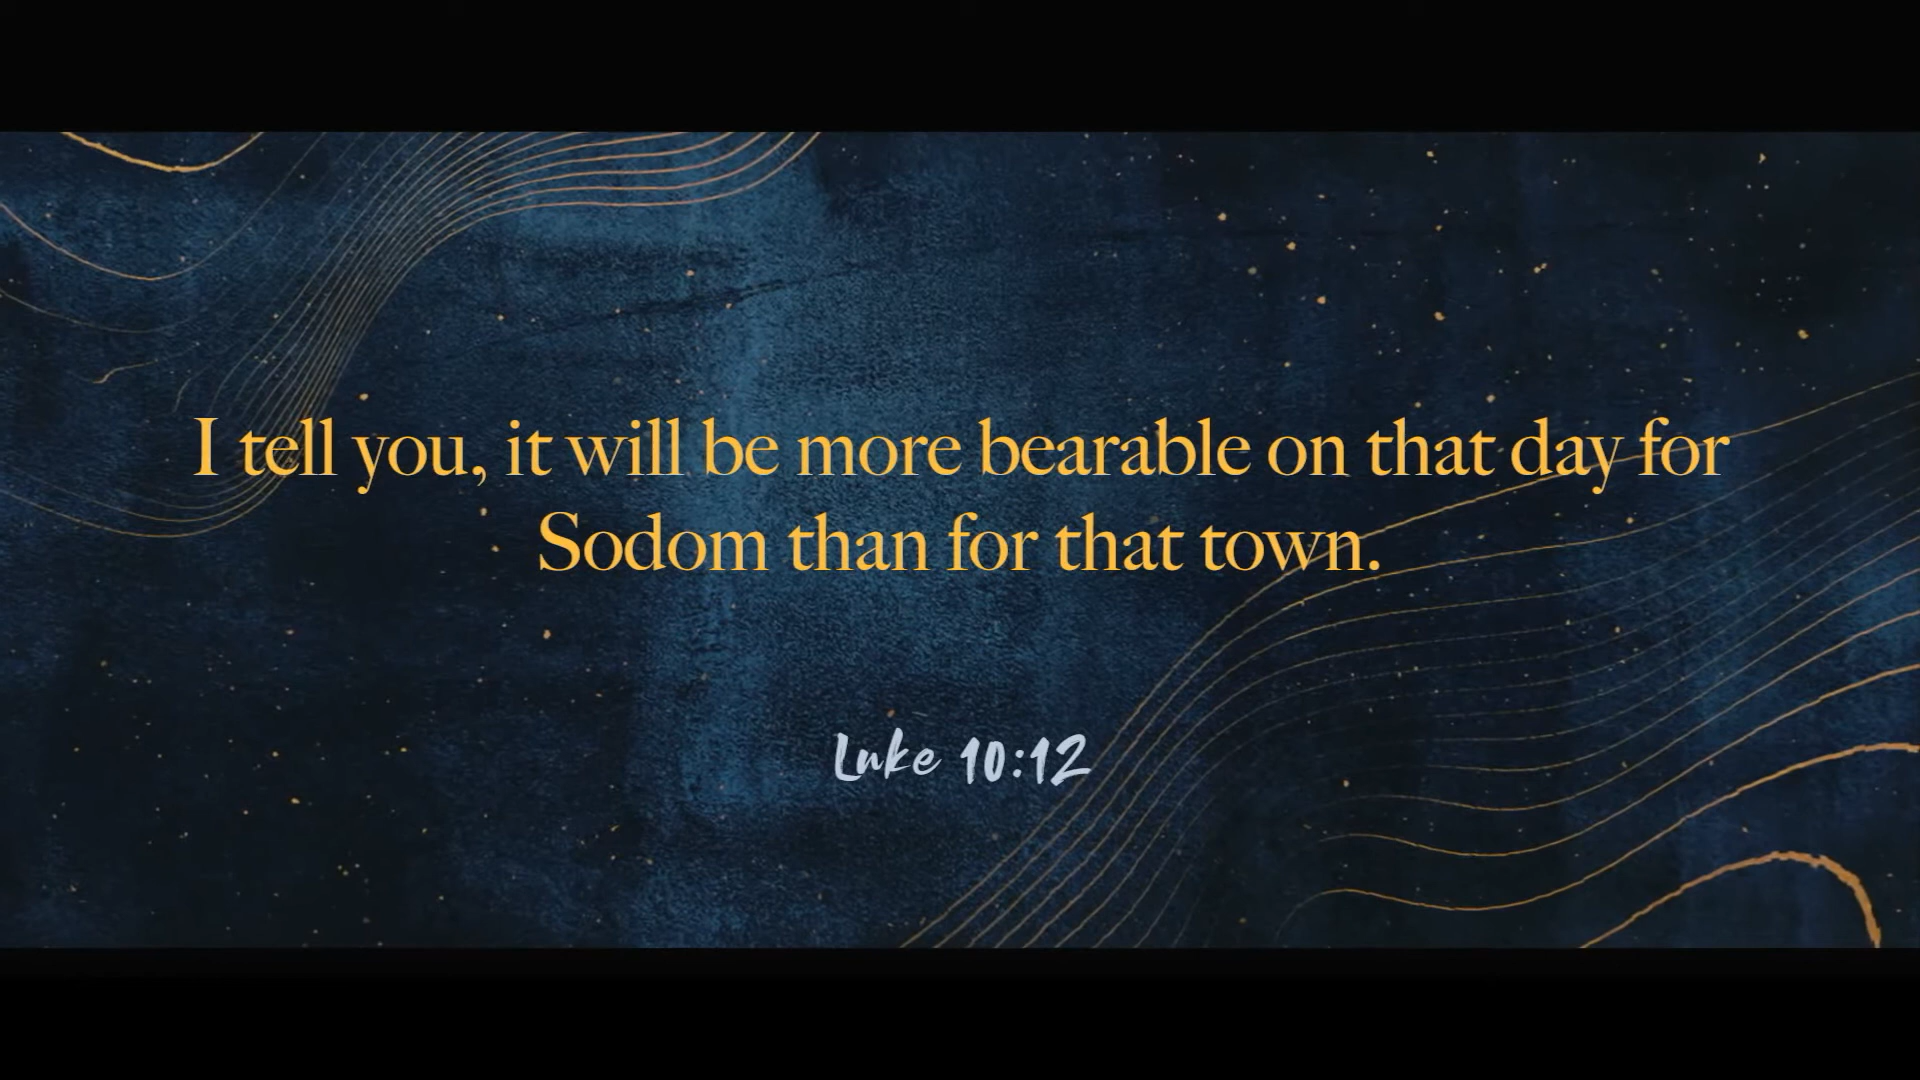 I tell you, it will be more bearable on that day for
Sodom than for that town.
Luke 10:12